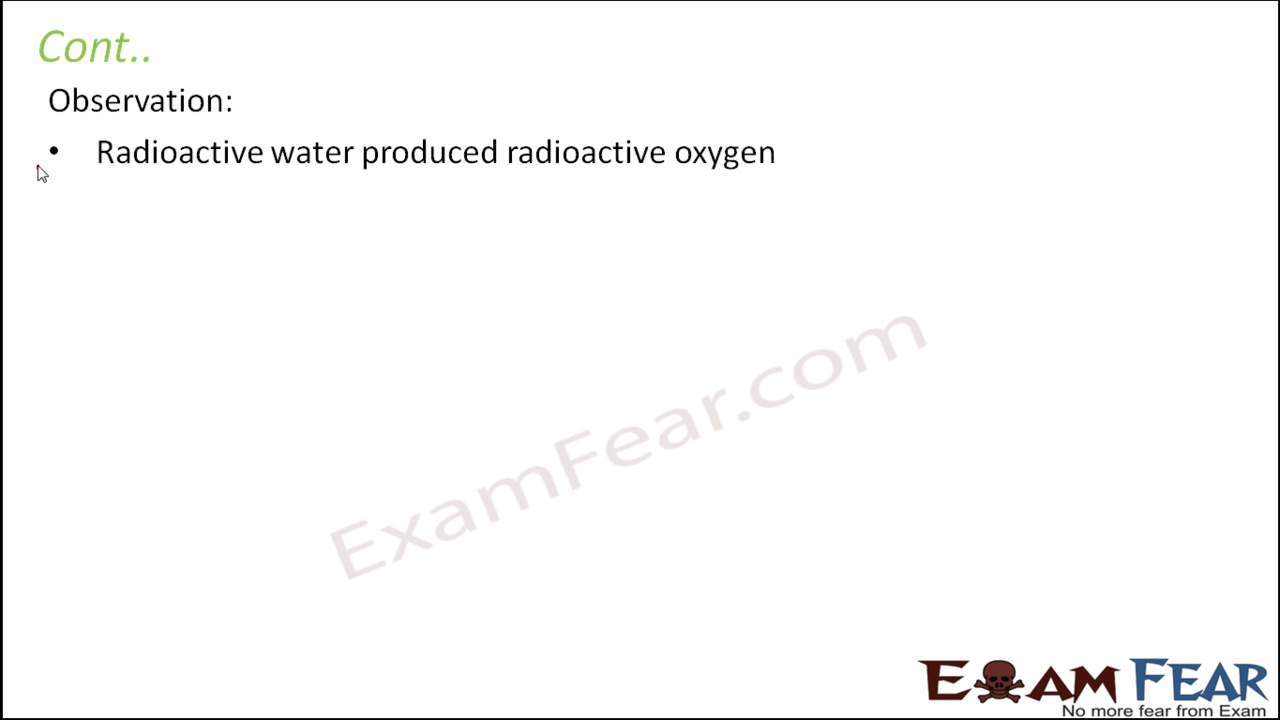 Cont..
Observation:
• Radioactive water produced radioactive oxygen
ExamFear.com
EXAM FEAR
No more fear from Exam